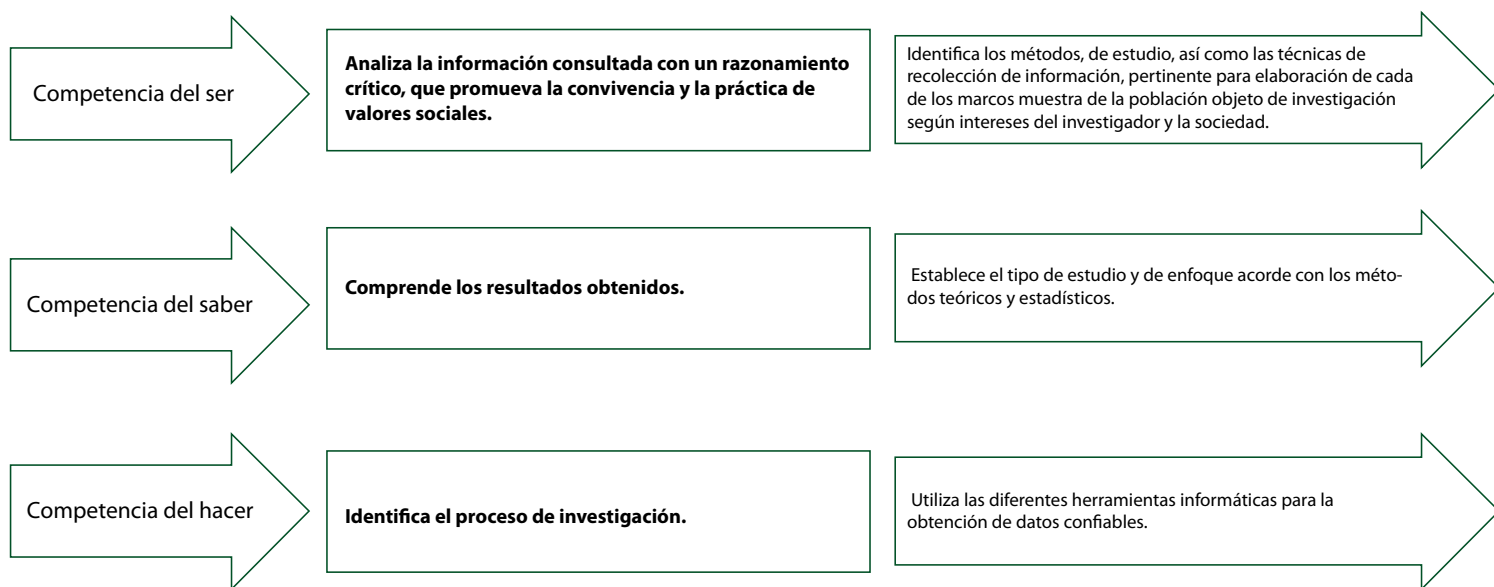 Competencia del ser
Analiza la información consultada con un razonamiento
crítico, que promueva la convivencia y la práctica de
valores sociales.
Identifica los métodos, de estudio, así como las técnicas de
recolección de información, pertinente para elaboración de cada
de los marcos muestra de la población objeto de investigación
según intereses del investigador y la sociedad.
Competencia del saber
Comprende los resultados obtenidos.
Establece el tipo de estudio y de enfoque acorde con los méto-
dos teóricos y estadísticos.
Competencia del hacer
Identifica el proceso de investigación.
Utiliza las diferentes herramientas informáticas para la
obtención de datos confiables.